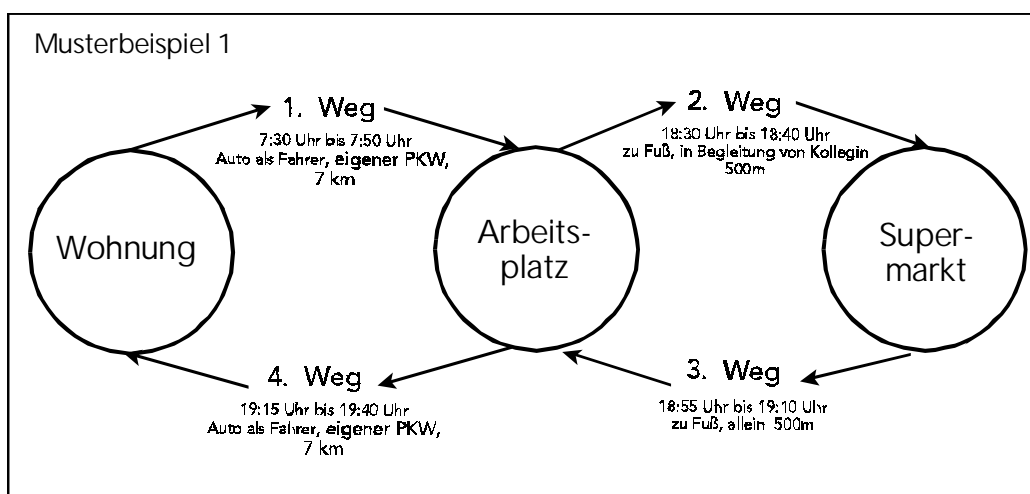 Musterbeispiel 1
1. Weg
7:30 Uhr bis 7:50 Uhr
Auto als Fahrer, eigener PKW,
7 km
2. Weg
18:30 Uhr bis 18:40 Uhr
zu Fuß, in Begleitung von Kollegin
500m
Wohnung
Arbeits-
platz
Super-
markt
4. Weg
19:15 Uhr bis 19:40 Uhr
Auto als Fahrer, eigener PKW,
7 km
3. Weg
18:55 Uhr bis 19:10 Uhr
zu Fuß, allein 500m